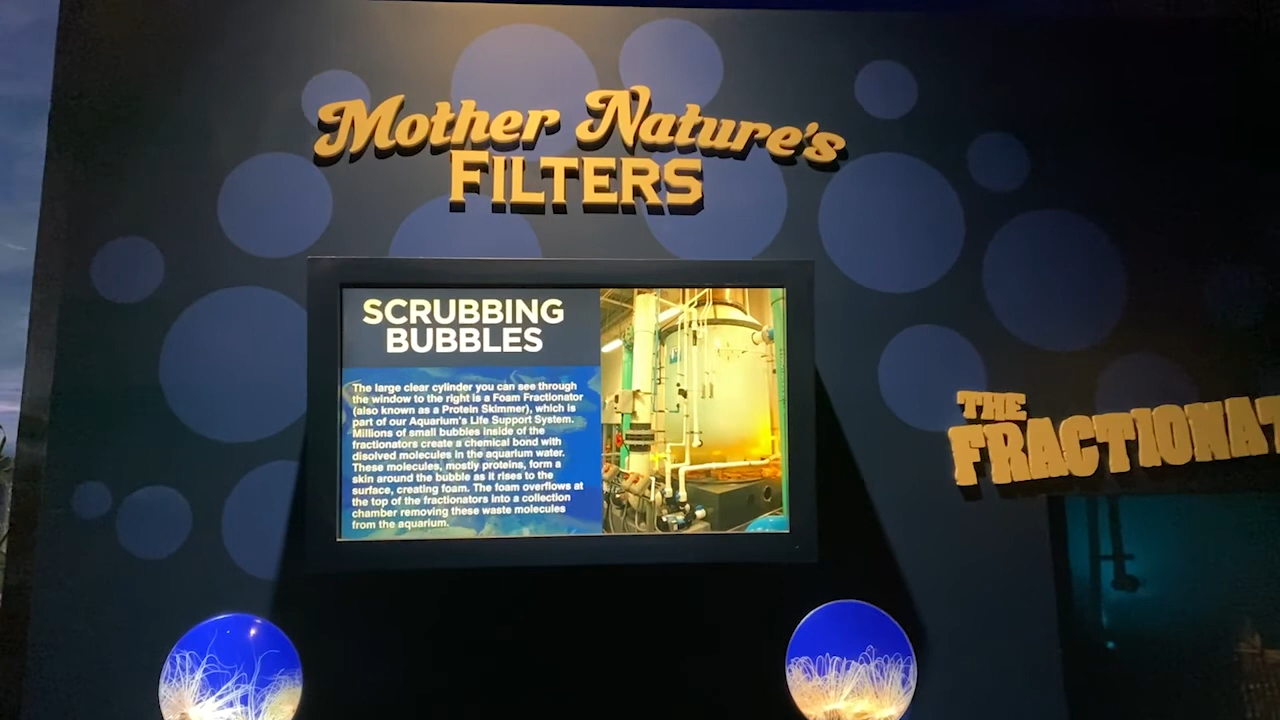 Mother Nature's
FILTERS
SCRUBBING
BUBBLES
The large clear cylinder you can see through
the window to the right is a Foam Fractionator
(also known as a Protein Skimmer), which is
part of our Aquarium's Life Support System.
Millions of small bubbles inside of the
fractionators create a chemical bond with
disolved molecules in the aquarium water.
These molecules, mostly proteins, form a
skin around the bubble as it rises to the
surface, creating foam. The foam overflows at
the top of the fractionators into a collection
chamber removing these waste molecules
from the aquarium.
THE
FRACTIONAT